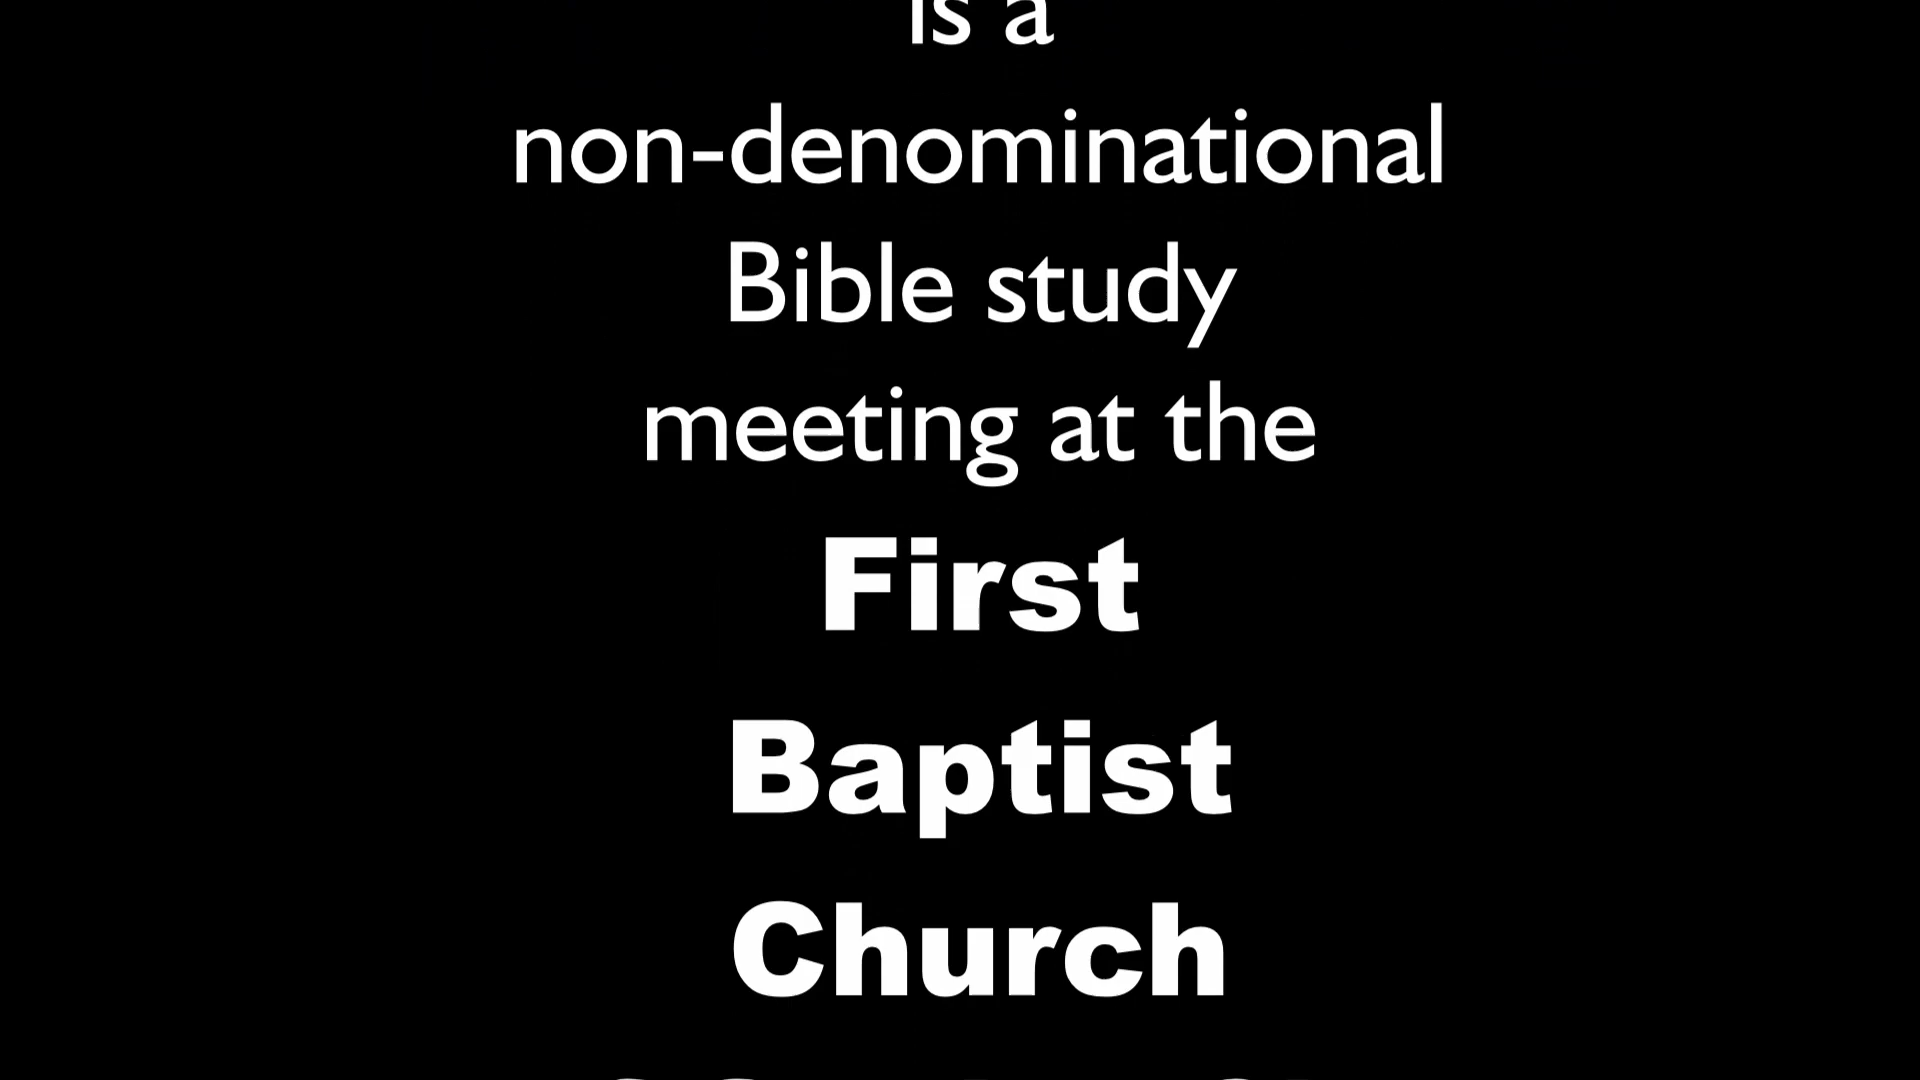 is a
non-denominational
Bible study
meeting at the
First
Baptist
Church